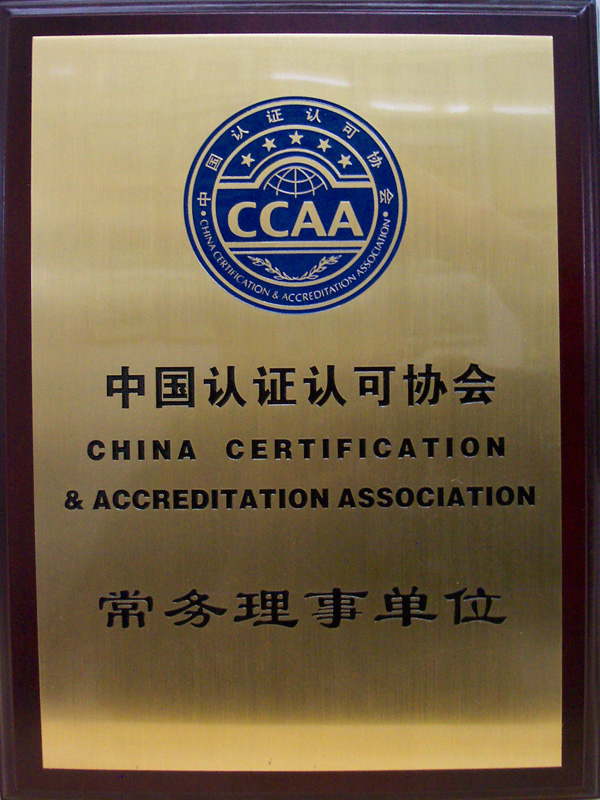 中国认证认可协会
CCAA
• CHINA CERTIFICATION & ACCREDITATION ASSOCIATION •
中国认证认可协会
CHINA CERTIFICATION
& ACCREDITATION ASSOCIATION
常务理事单位